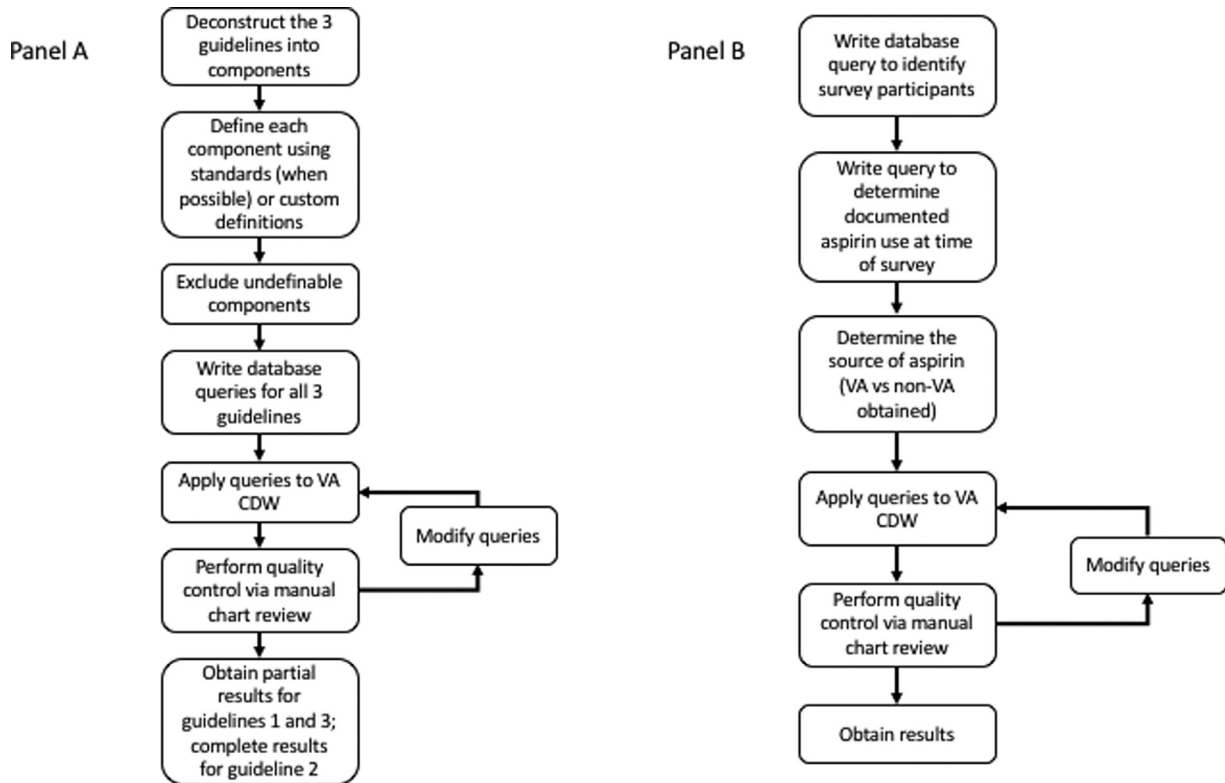 Panel A
Deconstruct the 3
guidelines into
components
Define each
component using
standards (when
possible) or custom
definitions
Exclude undefinable
components
Write database
queries for all 3
guidelines
Apply queries to VA
CDW
Modify queries
Perform quality
control via manual
chart review
Obtain partial
results for
guidelines 1 and 3;
complete results
for guideline 2
Panel B
Write database
query to identify
survey participants
Write query to
determine
documented
aspirin use at time
of survey
Determine the
source of aspirin
(VA vs non-VA
obtained)
Apply queries to VA
CDW
Modify queries
Perform quality
control via manual
chart review
Obtain results